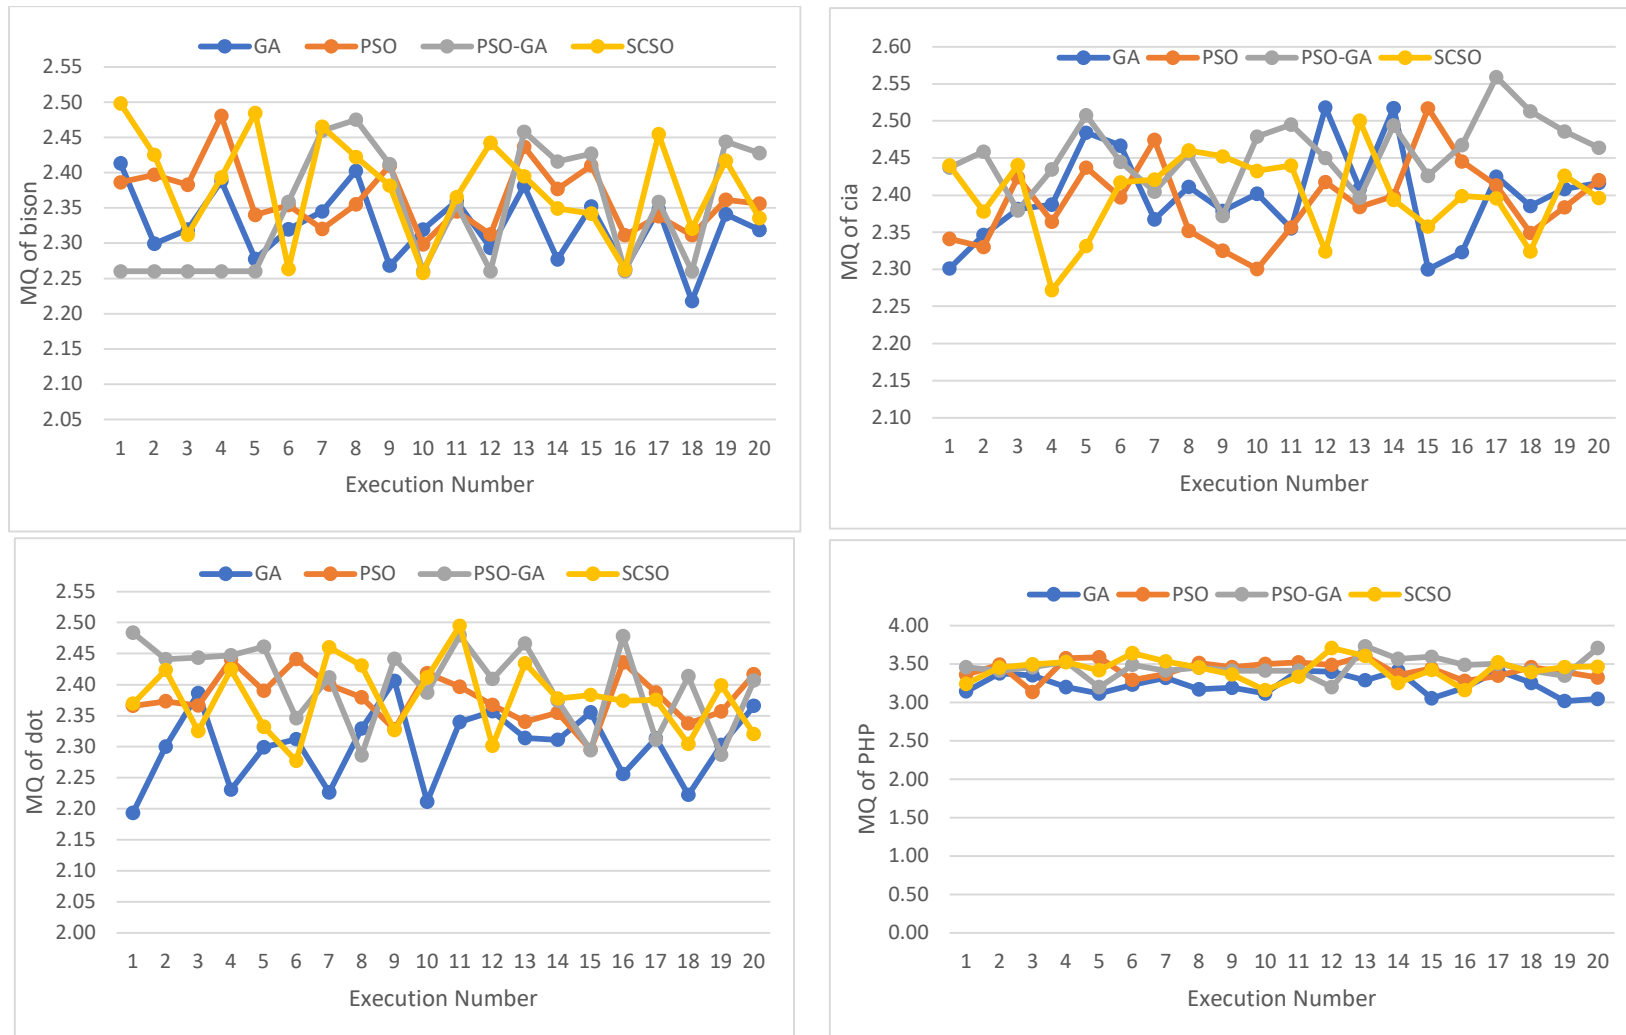 GA PSO PSO-GA SCSO
2.55
2.50
2.45
2.40
2.35
2.30
2.25
2.20
2.15
2.10
2.05
MQ of bison
1 2 3 4 5 6 7 8 9 10 11 12 13 14 15 16 17 18 19 20
Execution Number
GA PSO PSO-GA SCSO
2.60
2.55
2.50
2.45
2.40
2.35
2.30
2.25
2.20
2.15
2.10
MQ of cia
1 2 3 4 5 6 7 8 9 10 11 12 13 14 15 16 17 18 19 20
Execution Number
GA PSO PSO-GA SCSO
2.55
2.50
2.45
2.40
2.35
2.30
2.25
2.20
2.15
2.10
2.05
2.00
MQ of dot
1 2 3 4 5 6 7 8 9 10 11 12 13 14 15 16 17 18 19 20
Execution Number
GA PSO PSO-GA SCSO
4.00
3.50
3.00
2.50
2.00
1.50
1.00
0.50
0.00
MQ of PHP
1 2 3 4 5 6 7 8 9 10 11 12 13 14 15 16 17 18 19 20
Execution Number